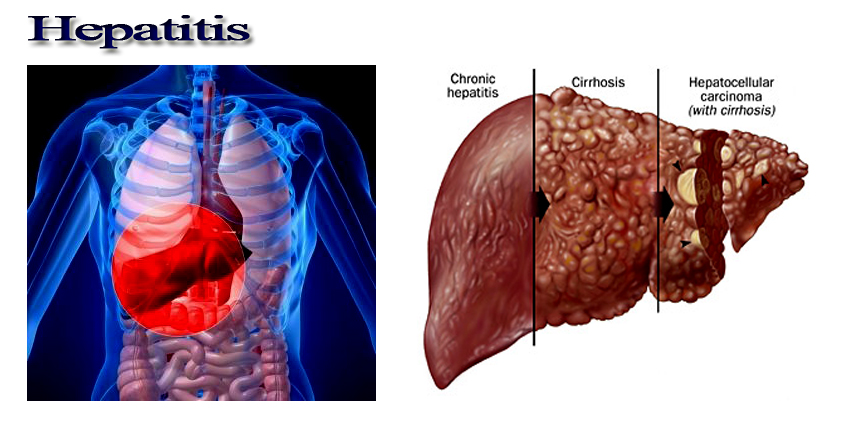 Hepatitis
Chronic
hepatitis
Cirrhosis
Hepatocellular
carcinoma
(with cirrhosis)